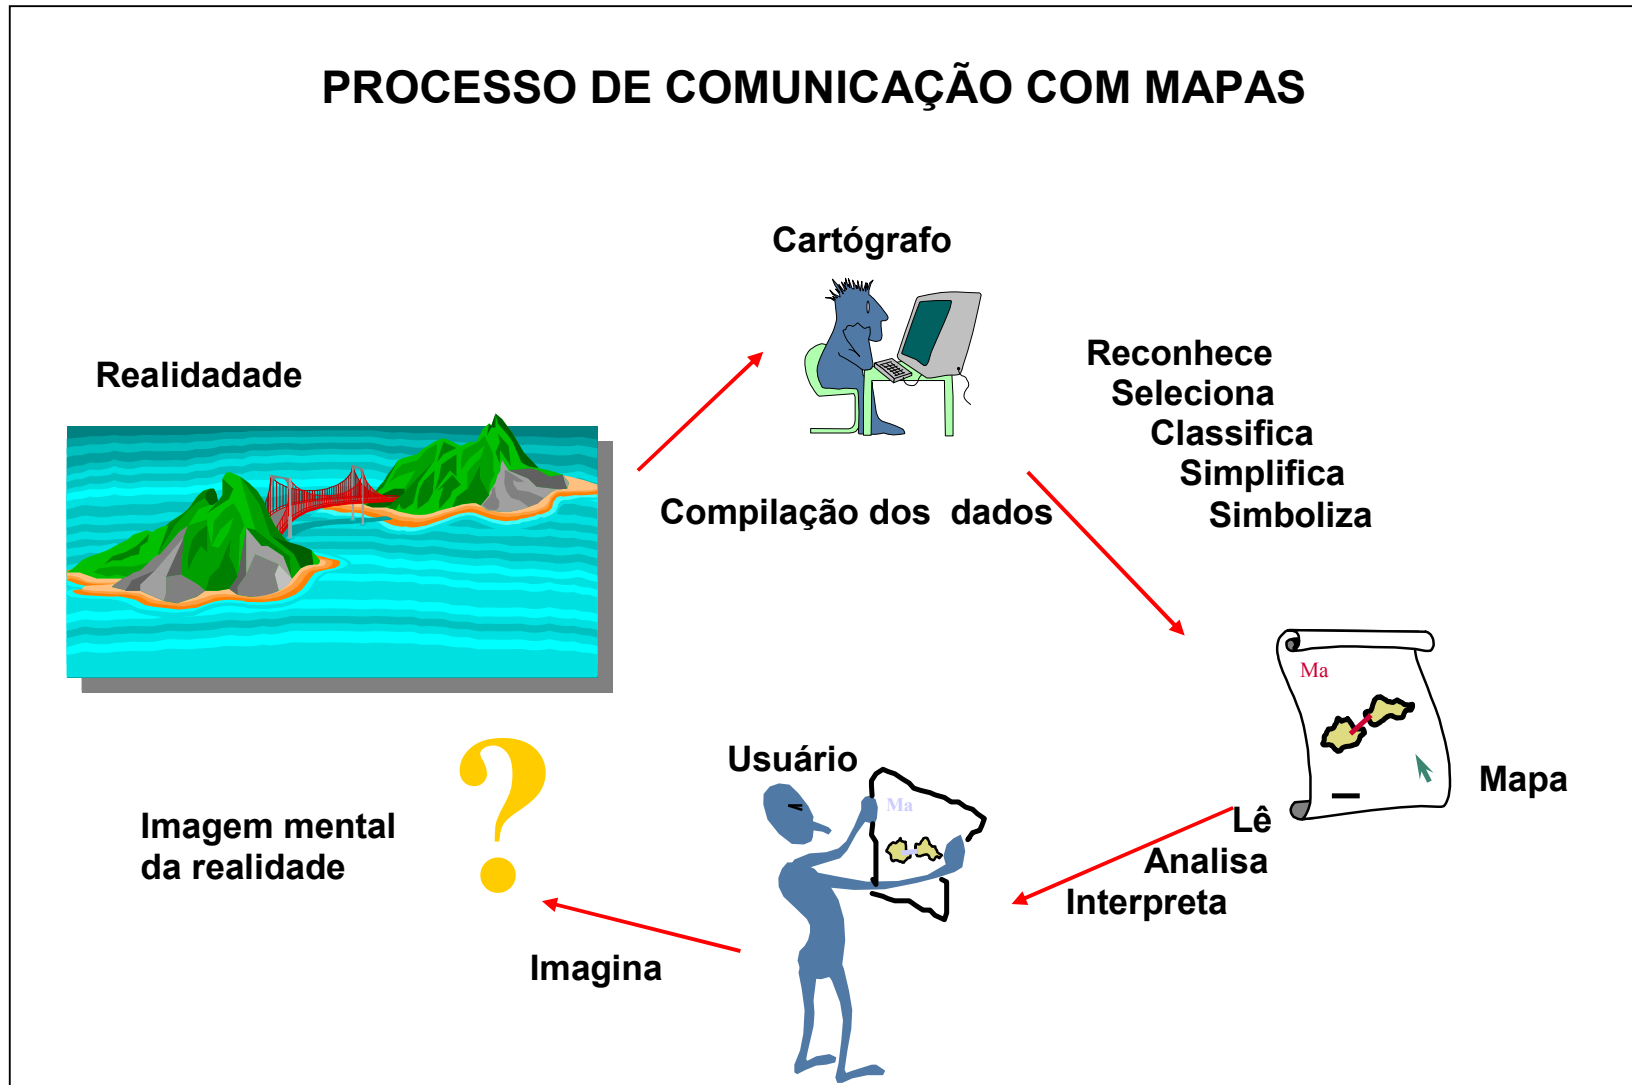 PROCESSO DE COMUNICAÇÃO COM MAPAS
Cartógrafo
Realidadade
Reconhece
Seleciona
Classifica
Simplifica
Simboliza
Compilação dos dados
Ma
Mapa
Usuário
Ma
Lê
Analisa
Interpreta
Imagem mental
da realidade
Imagina